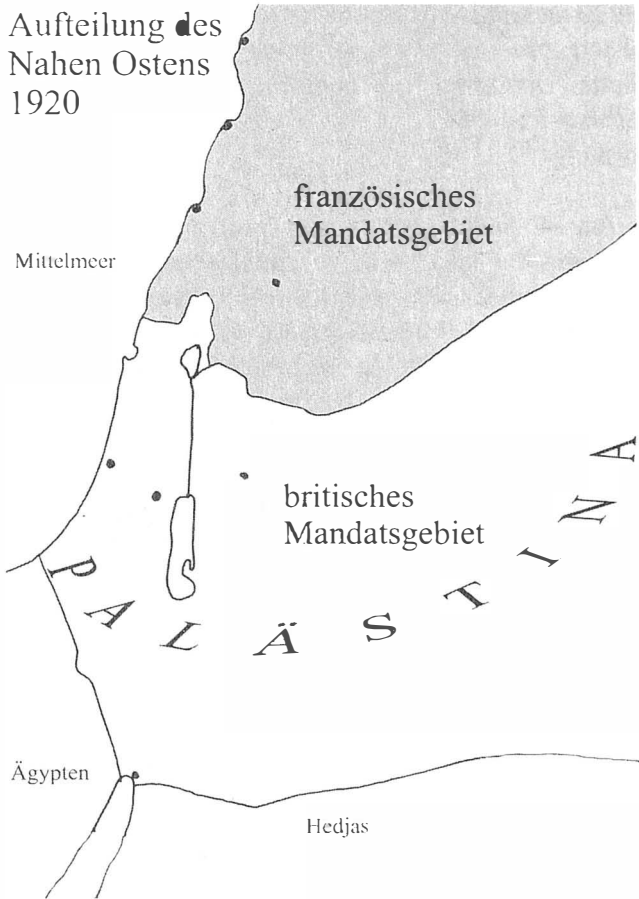 Aufteilung des
Nahen Ostens
1920
französisches
Mandatsgebiet
Mittelmeer
britisches
Mandatsgebiet
PALÄSTINA
Ägypten
Hedjas